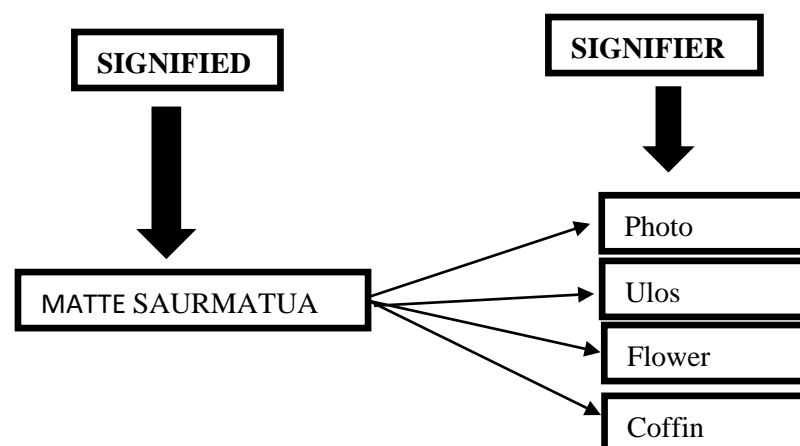 SIGNIFIED
SIGNIFIER
MATTE SAURMATUA
Photo
Ulos
Flower
Coffin